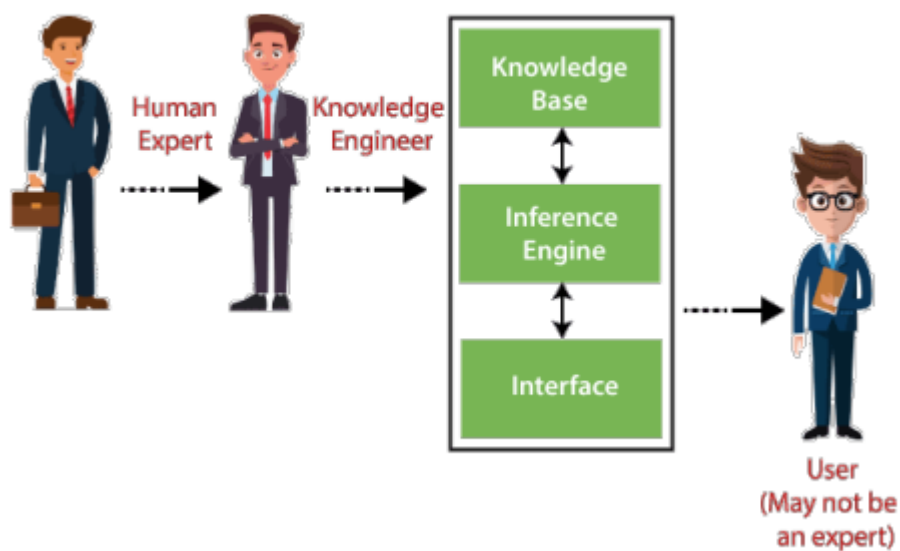 Human
Expert
Knowledge
Engineer
Knowledge
Base
Inference
Engine
Interface
User
(May not be
an expert)